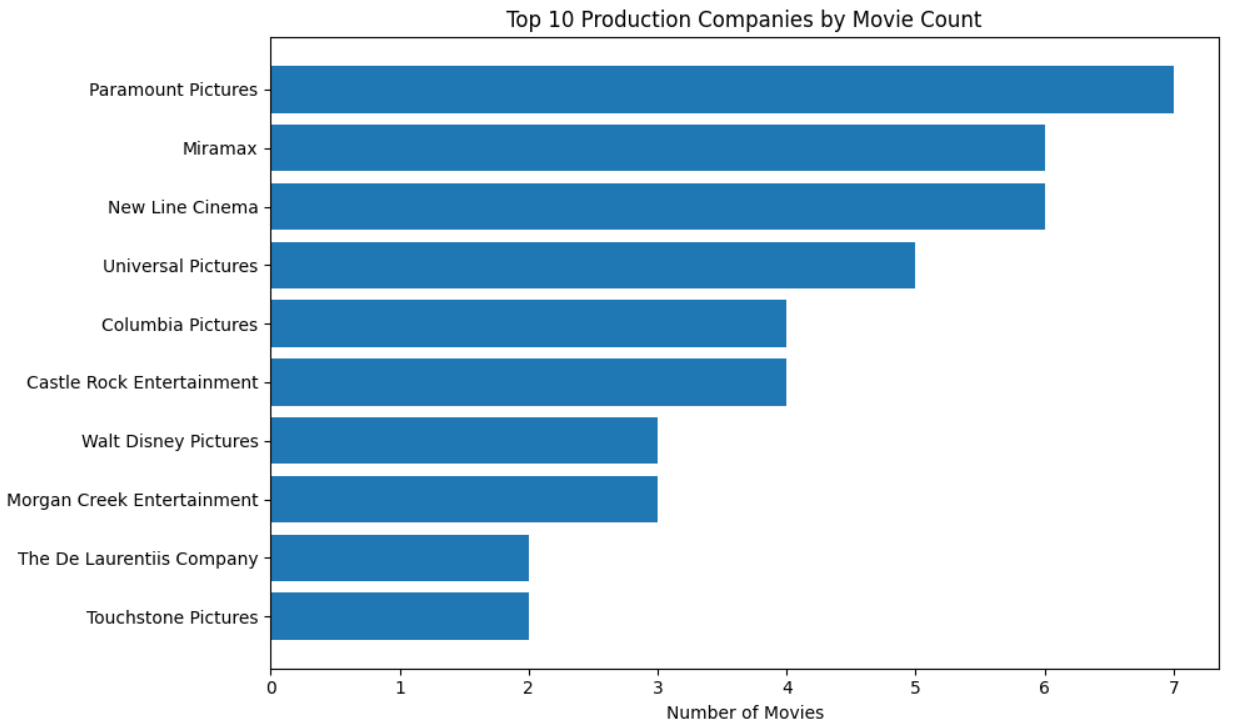 Top 10 Production Companies by Movie Count
Paramount Pictures
Miramax
New Line Cinema
Universal Pictures
Columbia Pictures
Castle Rock Entertainment
Walt Disney Pictures
Morgan Creek Entertainment
The De Laurentiis Company
Touchstone Pictures
0 1 2 3 4 5 6 7
Number of Movies